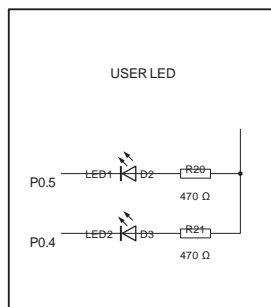 USER LED
P0.5 LED1 D2 R20
470 Ω
P0.4 LED2 D3 R21
470 Ω